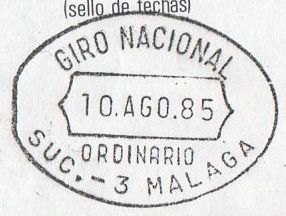 (sello de fechas)
GIRO NACIONAL
10.AGO.85
ORDINARIO
SUC.-3 MALAGA